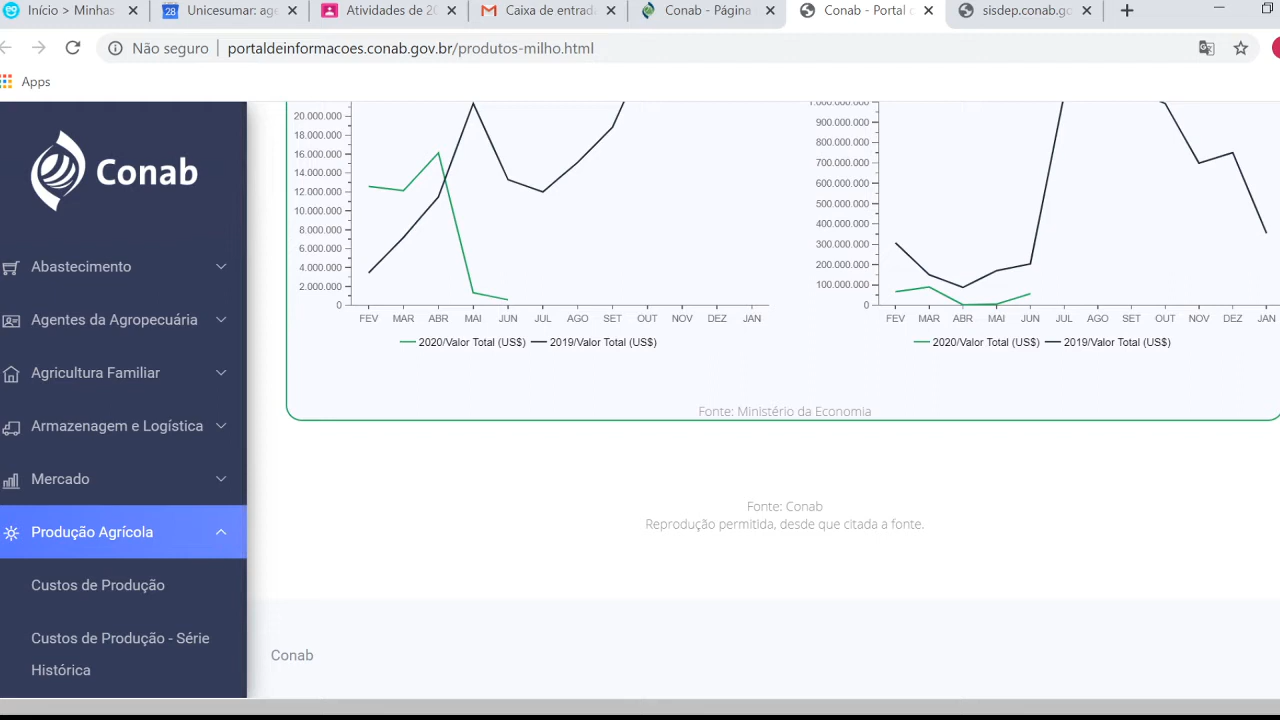 Início > Minhas
28
Unicesumar: age
Atividades de 20
Caixa de entrada
Conab - Página
Conab - Portal d
sisdep.conab.go
Não seguro
portaldeinformacoes.conab.gov.br/produtos-milho.html
Apps
Conab
Abastecimento
Agentes da Agropecuária
Agricultura Familiar
Armazenagem e Logística
Mercado
Produção Agrícola
Custos de Produção
Custos de Produção - Série
Histórica
20.000.000
18.000.000
16.000.000
14.000.000
12.000.000
10.000.000
8.000.000
6.000.000
4.000.000
2.000.000
0
FEV MAR ABR MAI JUN JUL AGO SET OUT NOV DEZ JAN
2020/Valor Total (US$) 2019/Valor Total (US$)
1.000.000.000
900.000.000
800.000.000
700.000.000
600.000.000
500.000.000
400.000.000
300.000.000
200.000.000
100.000.000
0
FEV MAR ABR MAI JUN JUL AGO SET OUT NOV DEZ JAN
2020/Valor Total (US$) 2019/Valor Total (US$)
Fonte: Ministério da Economia
Fonte: Conab
Reprodução permitida, desde que citada a fonte.
Conab